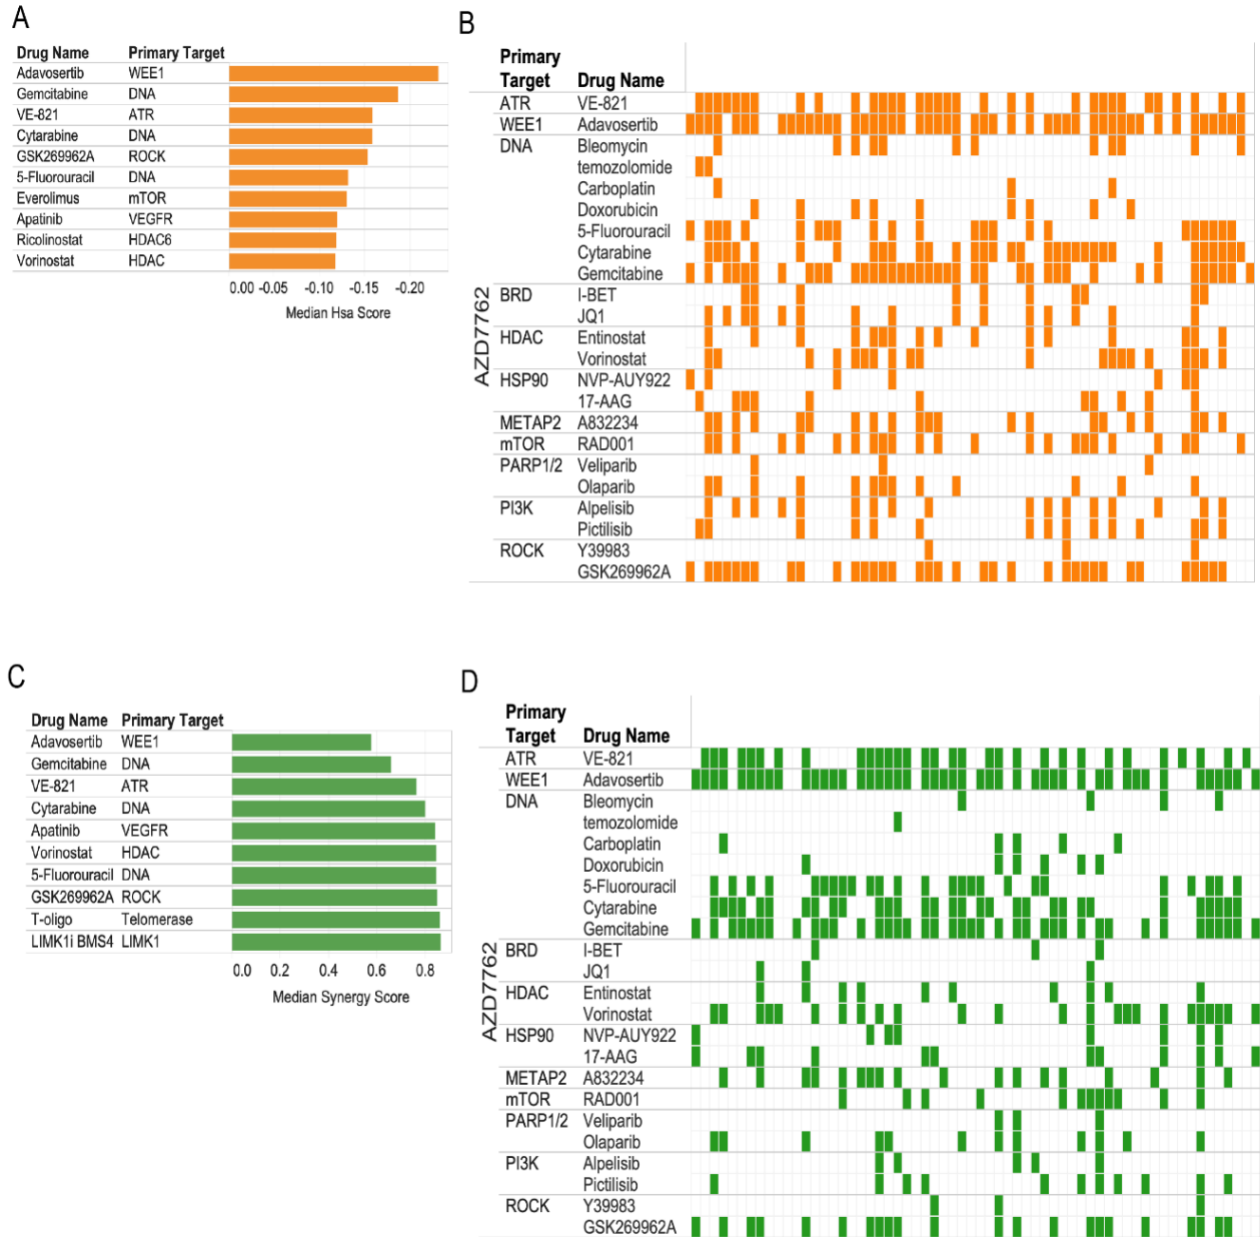 A
Drug Name Primary Target
Adavosertib WEE1
Gemcitabine DNA
VE-821 ATR
Cytarabine DNA
GSK269962A ROCK
5-Fluorouracil DNA
Everolimus mTOR
Apatinib VEGFR
Ricolinostat HDAC6
Vorinostat HDAC
0.00 -0.05 -0.10 -0.15 -0.20
Median Hsa Score
B
Primary
Target Drug Name
AZD7762
ATR VE-821
WEE1 Adavosertib
DNA Bleomycin
temozolomide
Carboplatin
Doxorubicin
5-Fluorouracil
Cytarabine
Gemcitabine
BRD I-BET
JQ1
HDAC Entinostat
Vorinostat
HSP90 NVP-AUY922
17-AAG
METAP2 A832234
mTOR RAD001
PARP1/2 Veliparib
Olaparib
PI3K Alpelisib
Pictilisib
ROCK Y39983
GSK269962A
C
Drug Name Primary Target
Adavosertib WEE1
Gemcitabine DNA
VE-821 ATR
Cytarabine DNA
Apatinib VEGFR
Vorinostat HDAC
5-Fluorouracil DNA
GSK269962A ROCK
T-oligo Telomerase
LIMK1i BMS4 LIMK1
0.0 0.2 0.4 0.6 0.8
Median Synergy Score
D
Primary
Target Drug Name
AZD7762
ATR VE-821
WEE1 Adavosertib
DNA Bleomycin
temozolomide
Carboplatin
Doxorubicin
5-Fluorouracil
Cytarabine
Gemcitabine
BRD I-BET
JQ1
HDAC Entinostat
Vorinostat
HSP90 NVP-AUY922
17-AAG
METAP2 A832234
mTOR RAD001
PARP1/2 Veliparib
Olaparib
PI3K Alpelisib
Pictilisib
ROCK Y39983
GSK269962A